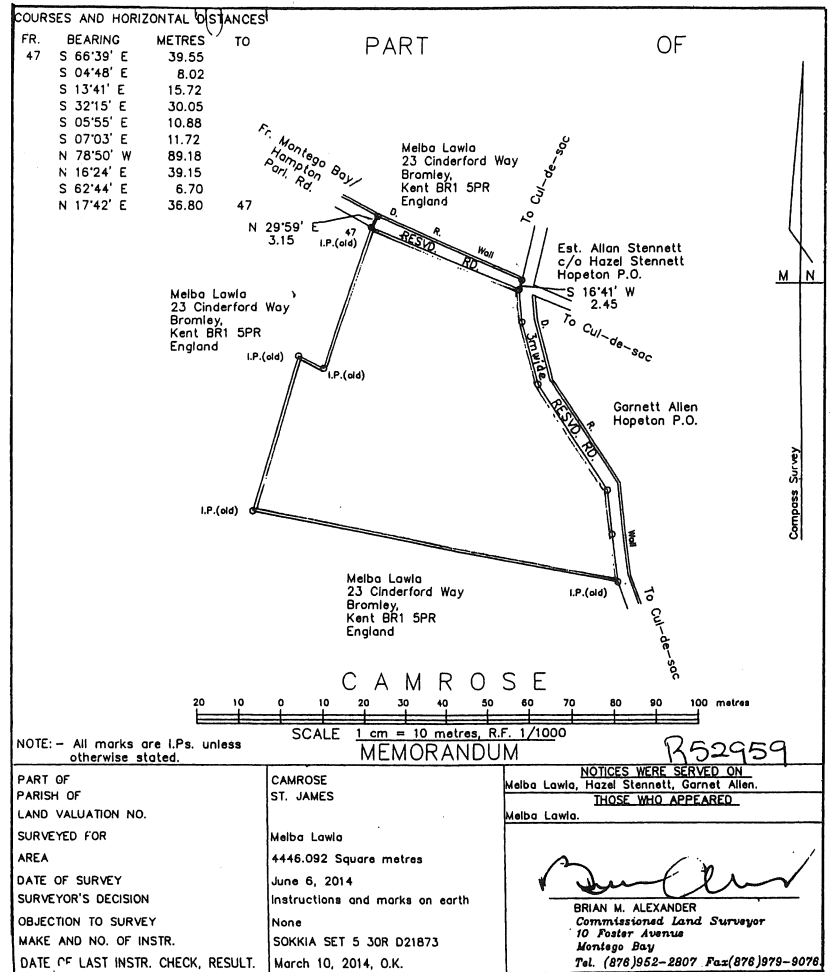 COURSES AND HORIZONTAL DISTANCES
FR. BEARING METRES TO
47 S 66°39' E 39.55
S 04°48' E 8.02
S 13°41' E 15.72
S 32°15' E 30.05
S 05°55' E 10.88
S 07°03' E 11.72
N 78°50' W 89.18
N 16°24' E 39.15
S 62°44' E 6.70
N 17°42' E 36.80 47
PART OF
Fr. Montego Bay/
Hampton
Parl. Rd.
Melba Lawla
23 Cinderford Way
Bromley,
Kent BR1 5PR
England
To Cul-de-sac
N 29°59' E
3.15
47
I.P.(old)
D. R. Wall
RESVD. RD.
Est. Allan Stennett
c/o Hazel Stennett
Hopeton P.O.
S 16°41' W
2.45
To Cul-de-sac
M N
Melba Lawla
23 Cinderford Way
Bromley,
Kent BR1 5PR
England
I.P.(old)
I.P.(old)
3m wide
RESVD. RD.
D. R. Wall
Garnett Allen
Hopeton P.O.
Compass Survey
I.P.(old)
Melba Lawla
23 Cinderford Way
Bromley,
Kent BR1 5PR
England
I.P.(old)
To Cul-de-sac
CAMROSE
20 10 0 10 20 30 40 50 60 70 80 90 100 metres
SCALE 1 cm = 10 metres, R.F. 1/1000
NOTE:- All marks are I.Ps. unless
otherwise stated.
MEMORANDUM
R52959
PART OF CAMROSE
PARISH OF ST. JAMES
LAND VALUATION NO.
SURVEYED FOR Melba Lawla
AREA 4446.092 Square metres
DATE OF SURVEY June 6, 2014
SURVEYOR'S DECISION Instructions and marks on earth
OBJECTION TO SURVEY None
MAKE AND NO. OF INSTR. SOKKIA SET 5 30R D21873
DATE OF LAST INSTR. CHECK, RESULT. March 10, 2014, O.K.
NOTICES WERE SERVED ON
Melba Lawla, Hazel Stennett, Garnet Allen.
THOSE WHO APPEARED
Melba Lawla.
BRIAN M. ALEXANDER
Commissioned Land Surveyor
10 Foster Avenue
Montego Bay
Tel. (876)952-2807 Fax(876)979-9076